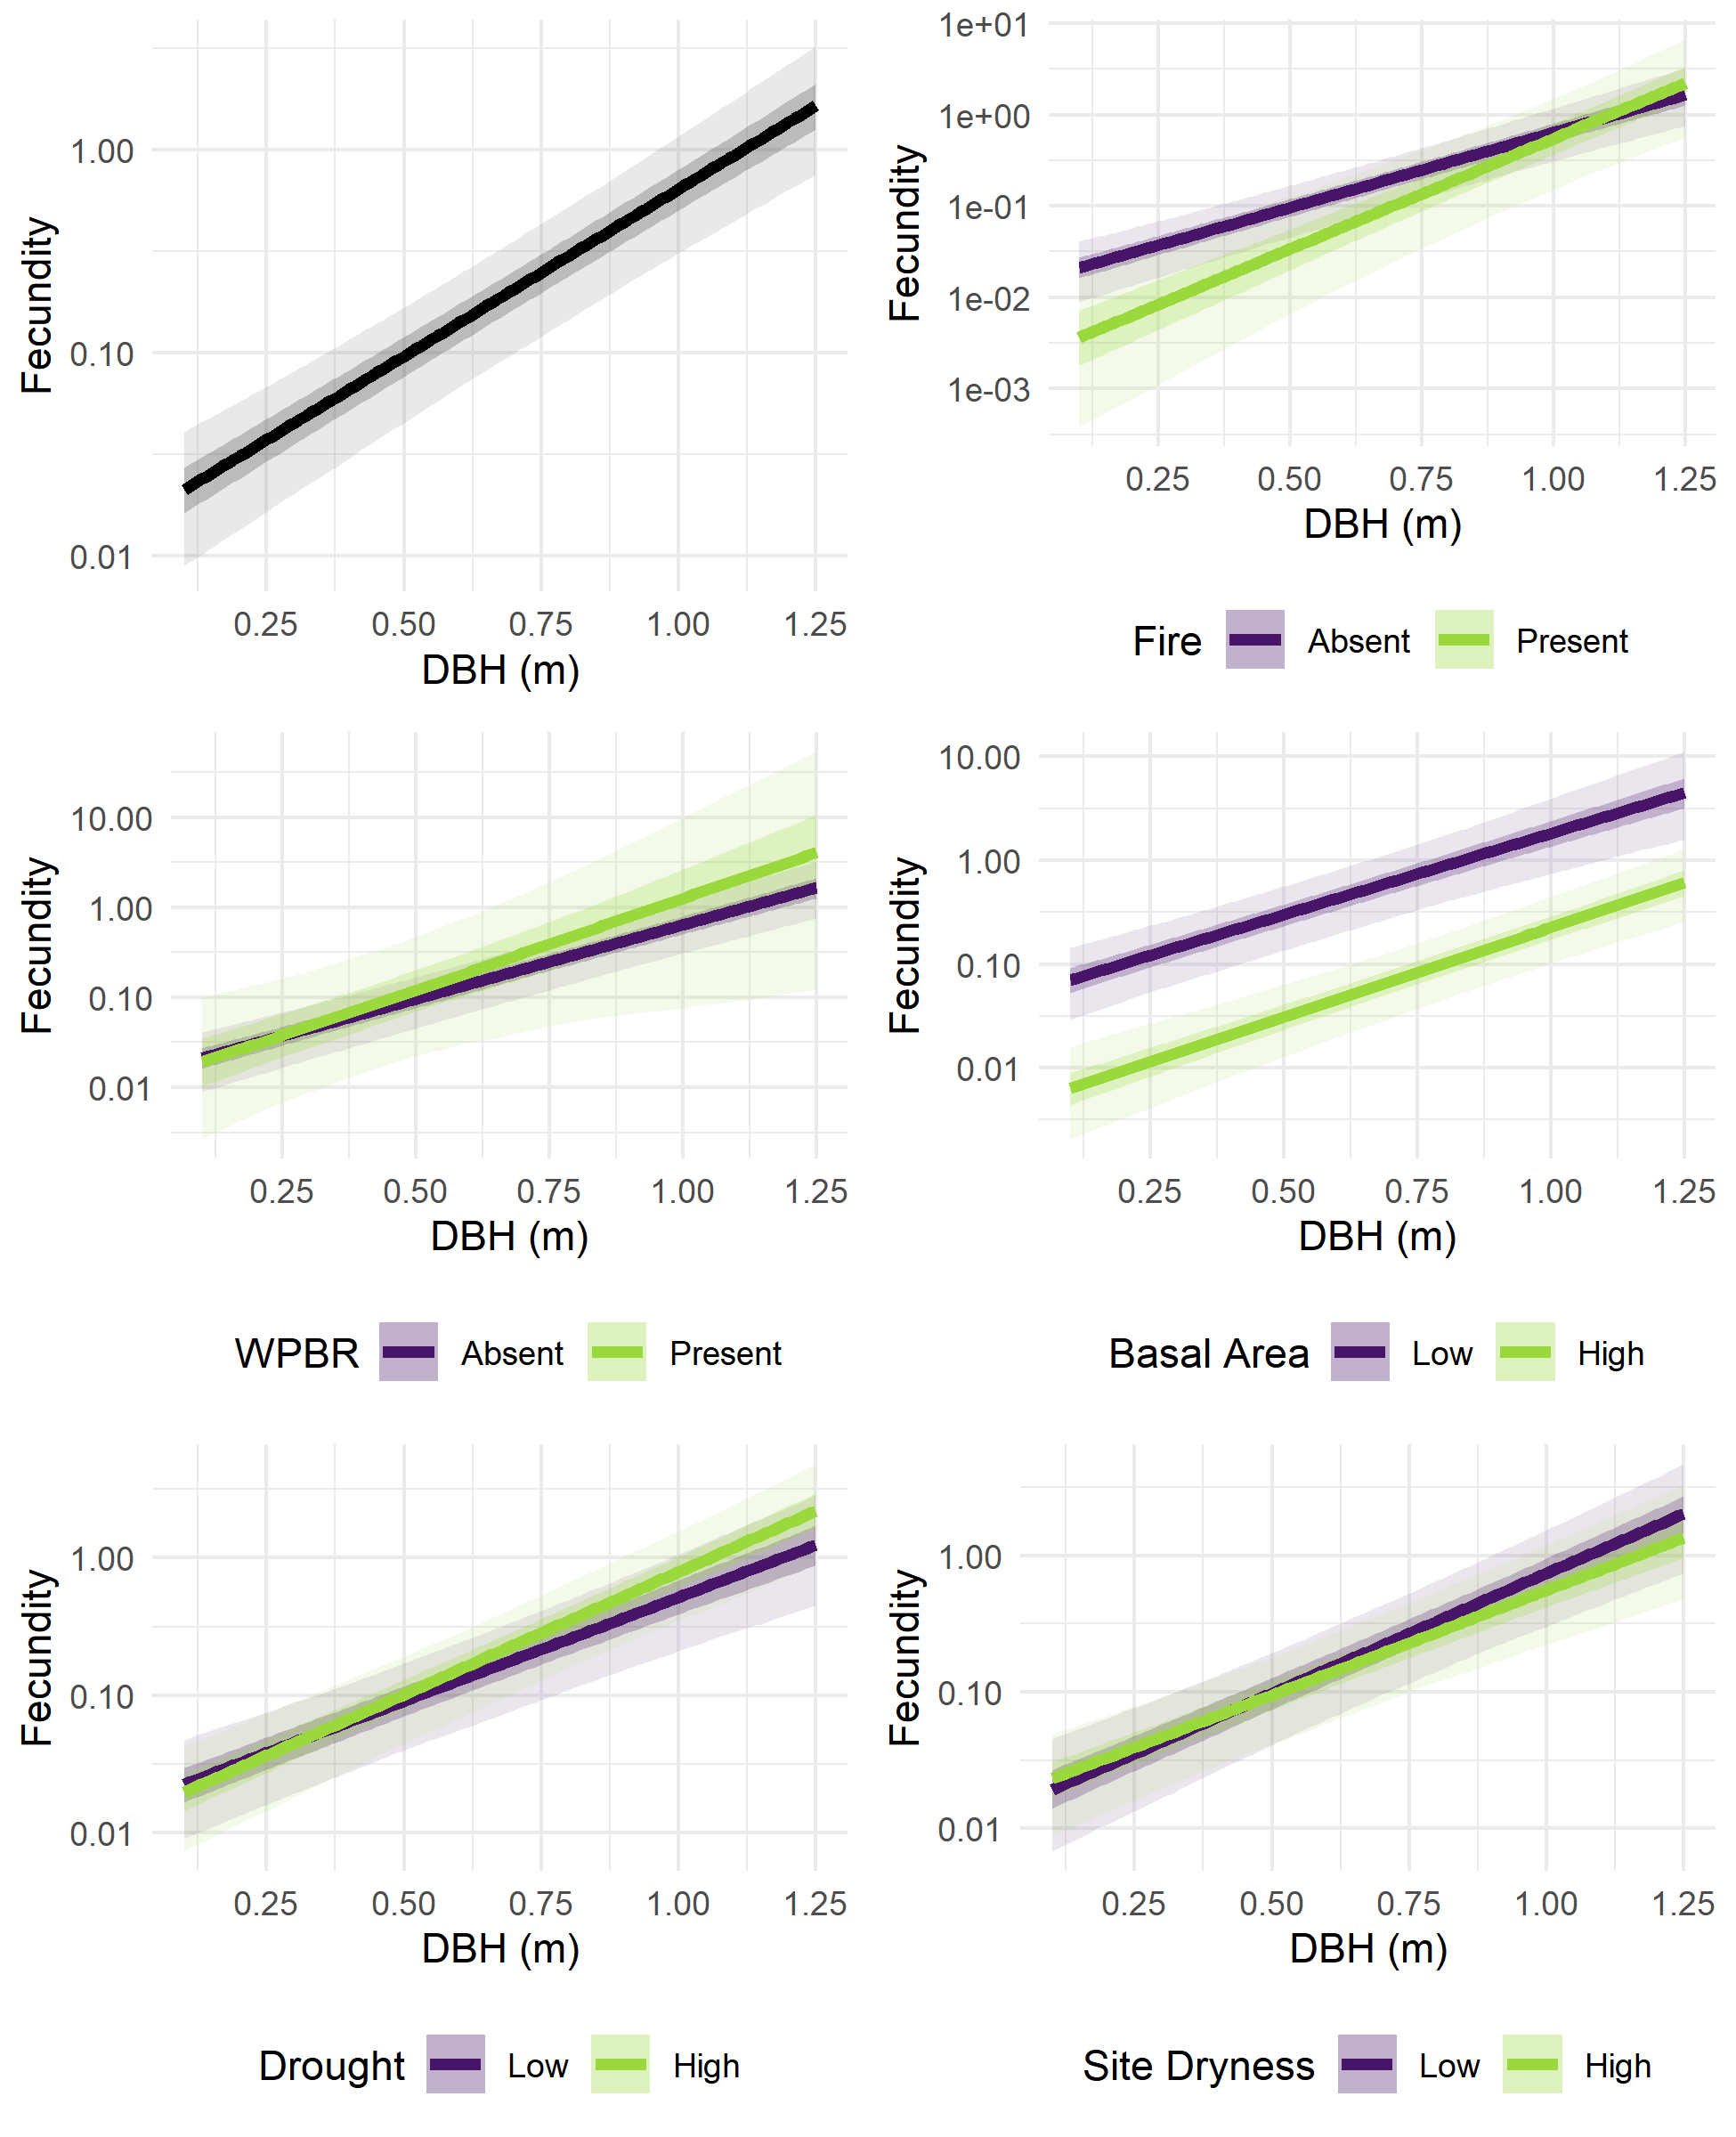 Fecundity
1.00
0.10
0.01
0.25 0.50 0.75 1.00 1.25
DBH (m)
Fecundity
1e+01
1e+00
1e-01
1e-02
1e-03
0.25 0.50 0.75 1.00 1.25
DBH (m)
Fire Absent Present
Fecundity
10.00
1.00
0.10
0.01
0.25 0.50 0.75 1.00 1.25
DBH (m)
WPBR Absent Present
Fecundity
10.00
1.00
0.10
0.01
0.25 0.50 0.75 1.00 1.25
DBH (m)
Basal Area Low High
Fecundity
1.00
0.10
0.01
0.25 0.50 0.75 1.00 1.25
DBH (m)
Drought Low High
Fecundity
1.00
0.10
0.01
0.25 0.50 0.75 1.00 1.25
DBH (m)
Site Dryness Low High